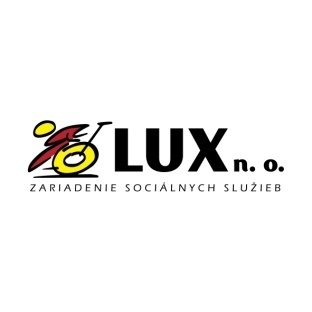 LUX n. o.
ZARIADENIE SOCIÁLNYCH SLUŽIEB